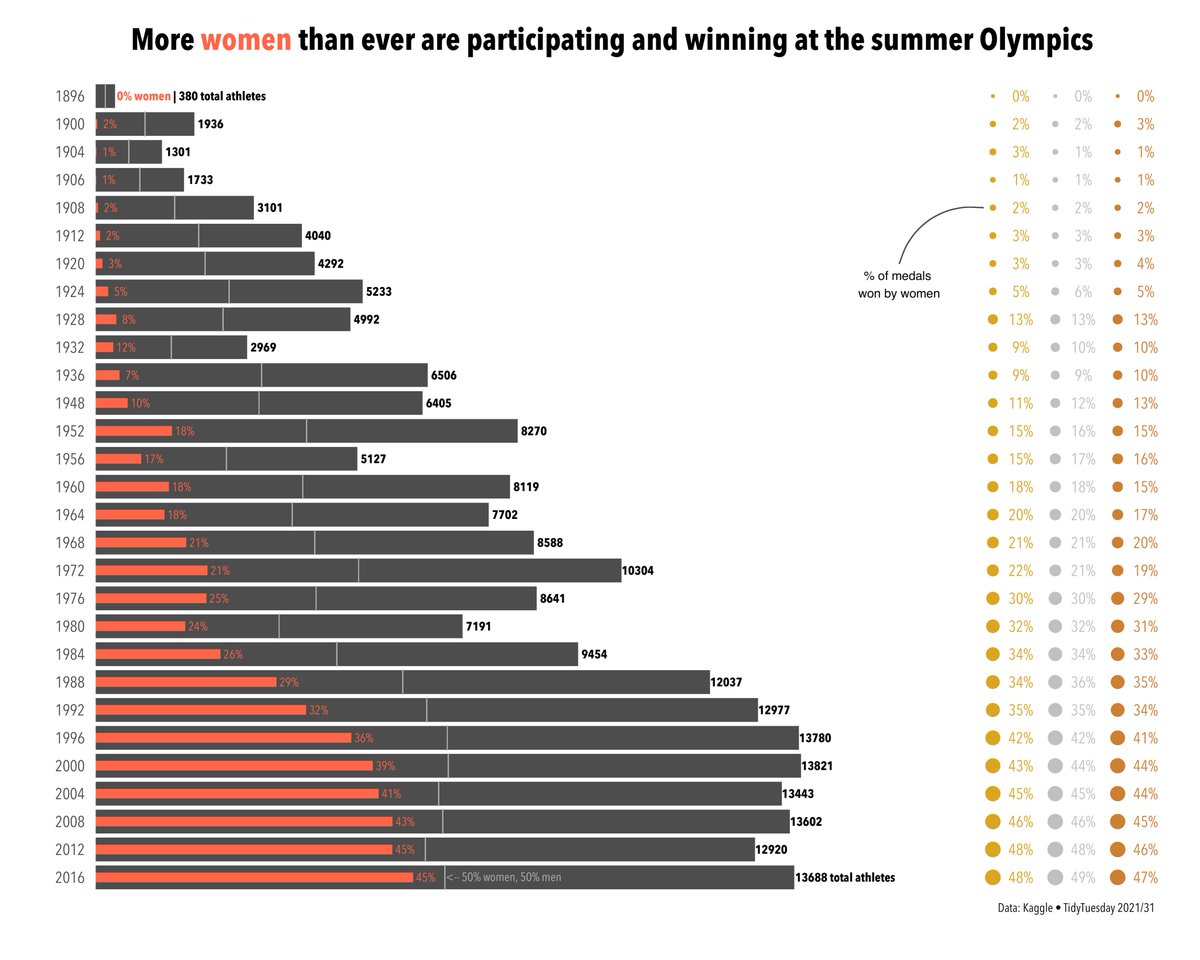 More women than ever are participating and winning at the summer Olympics
1896 0% women | 380 total athletes 0% 0% 0%
1900 2% 1936 2% 2% 3%
1904 1% 1301 3% 1% 1%
1906 1% 1733 1% 1% 1%
1908 2% 3101 2% 2% 2%
1912 2% 4040 3% 3% 3%
1920 3% 4292 3% 3% 4%
% of medals
won by women
1924 5% 5233 5% 6% 5%
1928 8% 4992 13% 13% 13%
1932 12% 2969 9% 10% 10%
1936 7% 6506 9% 9% 10%
1948 10% 6405 11% 12% 13%
1952 18% 8270 15% 16% 15%
1956 17% 5127 15% 17% 16%
1960 18% 8119 18% 18% 15%
1964 18% 7702 20% 20% 17%
1968 21% 8588 21% 21% 20%
1972 21% 10304 22% 21% 19%
1976 25% 8641 30% 30% 29%
1980 24% 7191 32% 32% 31%
1984 26% 9454 34% 34% 33%
1988 29% 12037 34% 36% 35%
1992 32% 12977 35% 35% 34%
1996 36% 13780 42% 42% 41%
2000 39% 13821 43% 44% 44%
2004 41% 13443 45% 45% 44%
2008 43% 13602 46% 46% 45%
2012 45% 12920 48% 48% 46%
2016 45% <-- 50% women, 50% men 13688 total athletes 48% 49% 47%
Data: Kaggle • TidyTuesday 2021/31